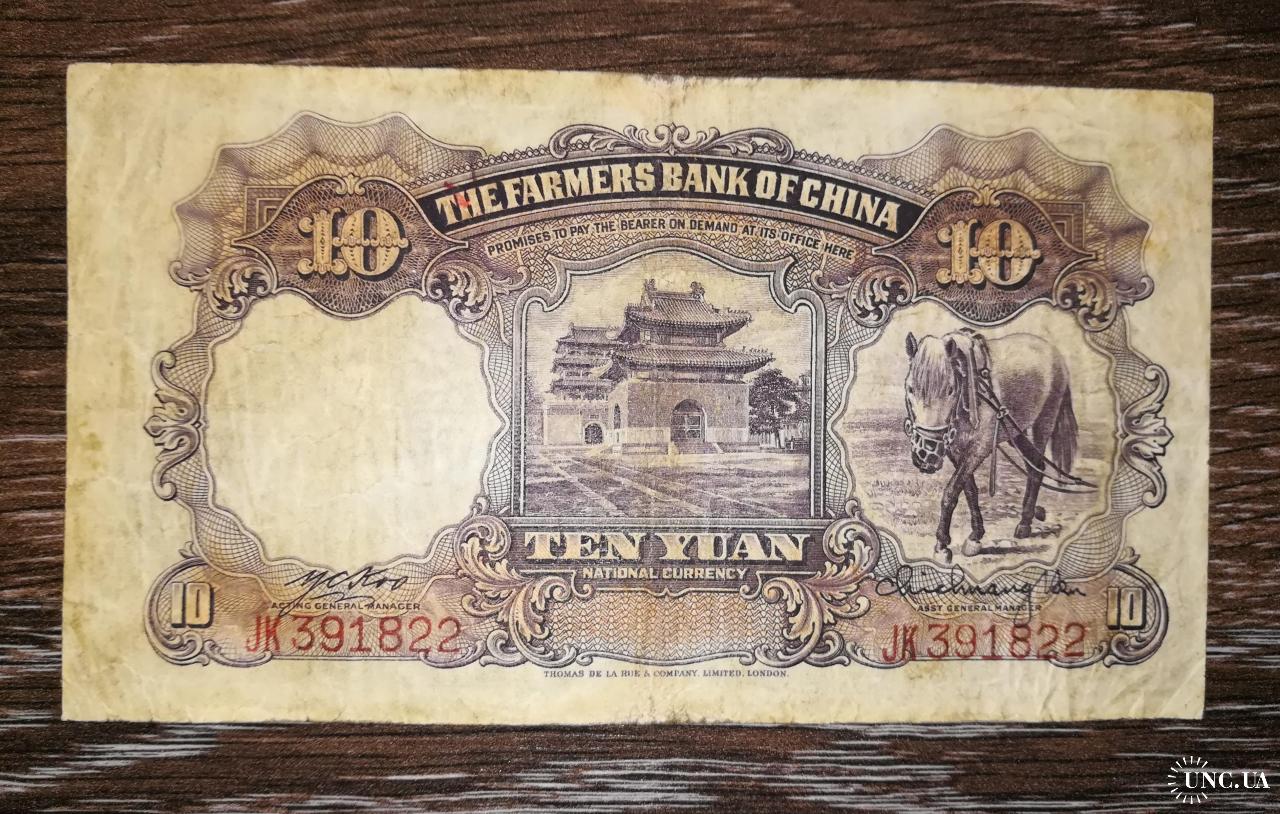 THE FARMERS BANK OF CHINA
PROMISES TO PAY THE BEARER ON DEMAND AT ITS OFFICE HERE
10
10
TEN YUAN
NATIONAL CURRENCY
10
10
Y C Koo
ACTING GENERAL MANAGER
ASST GENERAL MANAGER
JK391822
JK391822
THOMAS DE LA RUE & COMPANY, LIMITED, LONDON.
UNC.UA